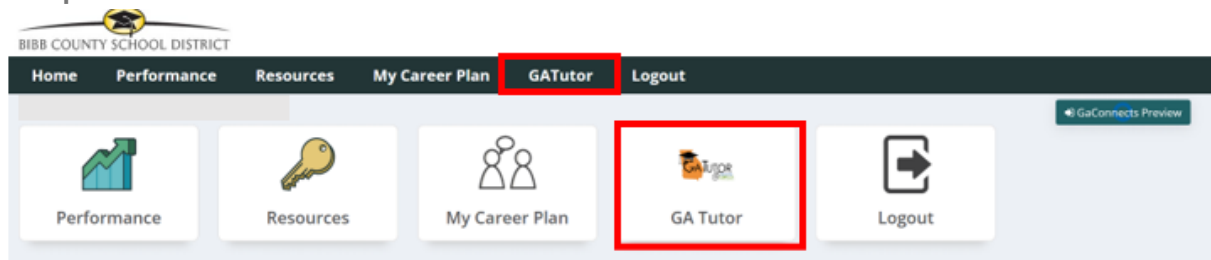 BIBB COUNTY SCHOOL DISTRICT
Home Performance Resources My Career Plan GATutor Logout
GaConnects Preview
GATUTOR
Performance Resources My Career Plan GA Tutor Logout